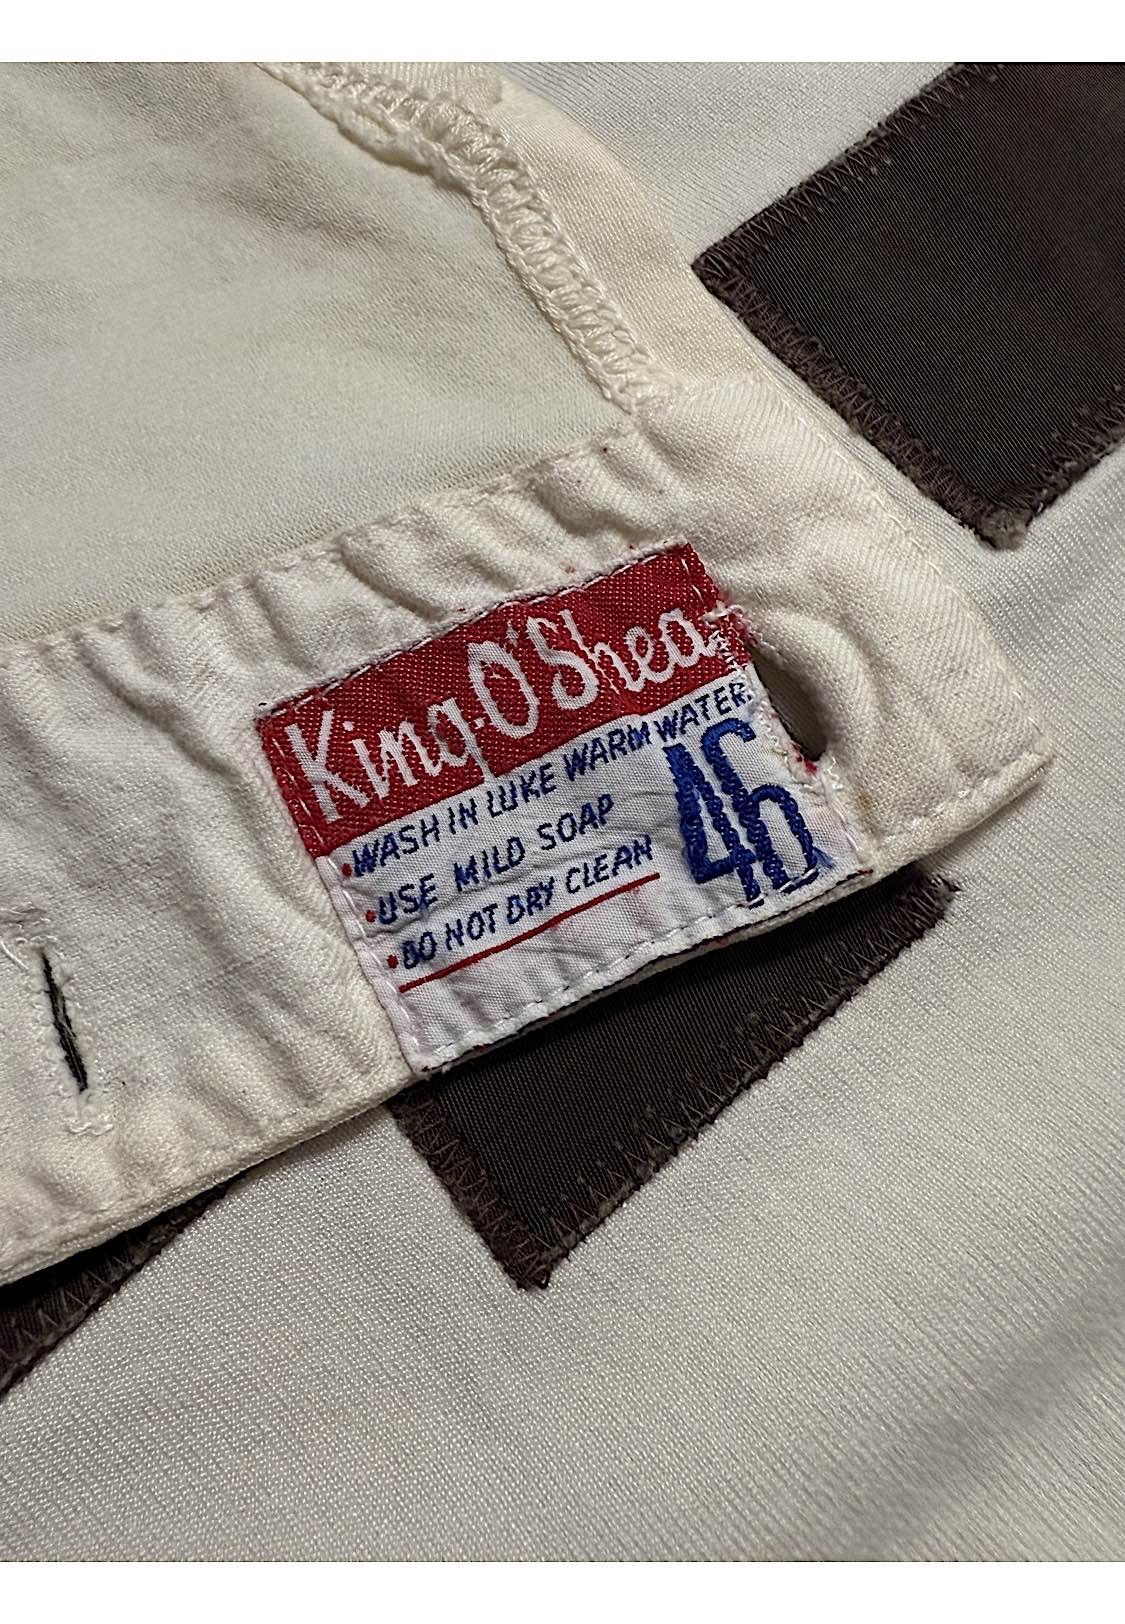 King-O'Shea
•WASH IN LUKE WARM WATER.
•USE MILD SOAP
•DO NOT DRY CLEAN
46